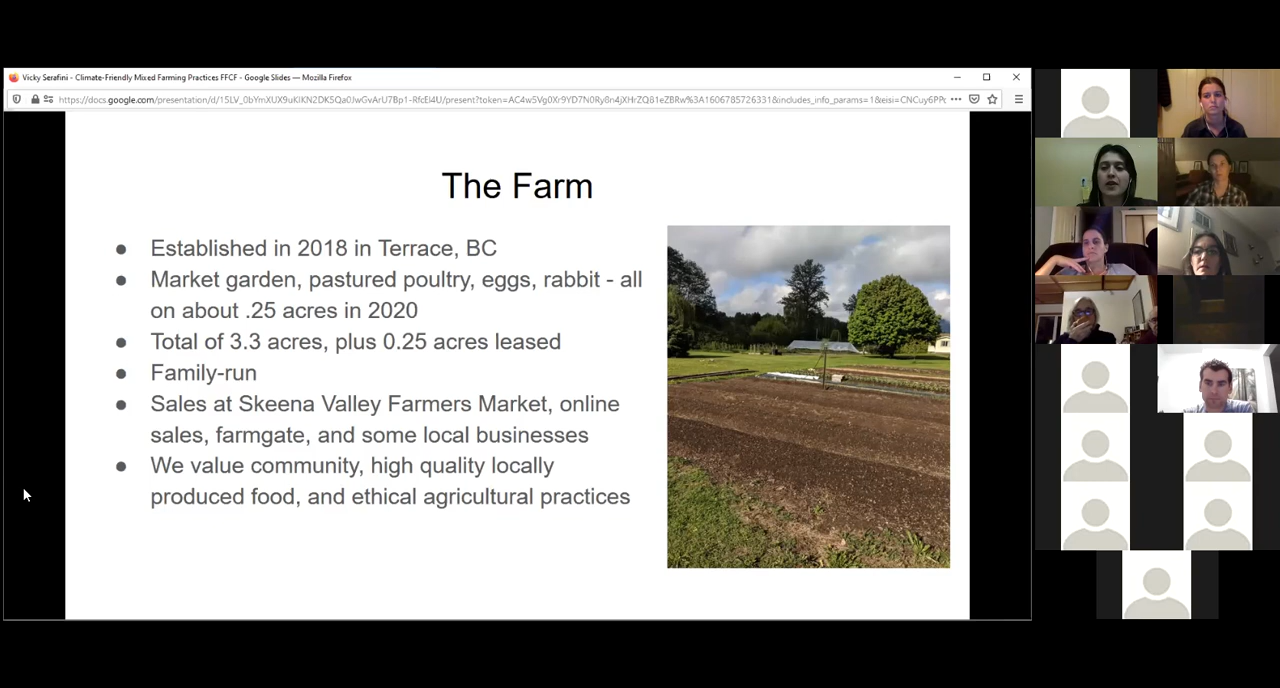 Vicky Serafini - Climate-Friendly Mixed Farming Practices FFCF - Google Slides — Mozilla Firefox
The Farm
● Established in 2018 in Terrace, BC
● Market garden, pastured poultry, eggs, rabbit - all
on about .25 acres in 2020
● Total of 3.3 acres, plus 0.25 acres leased
● Family-run
● Sales at Skeena Valley Farmers Market, online
sales, farmgate, and some local businesses
● We value community, high quality locally
produced food, and ethical agricultural practices